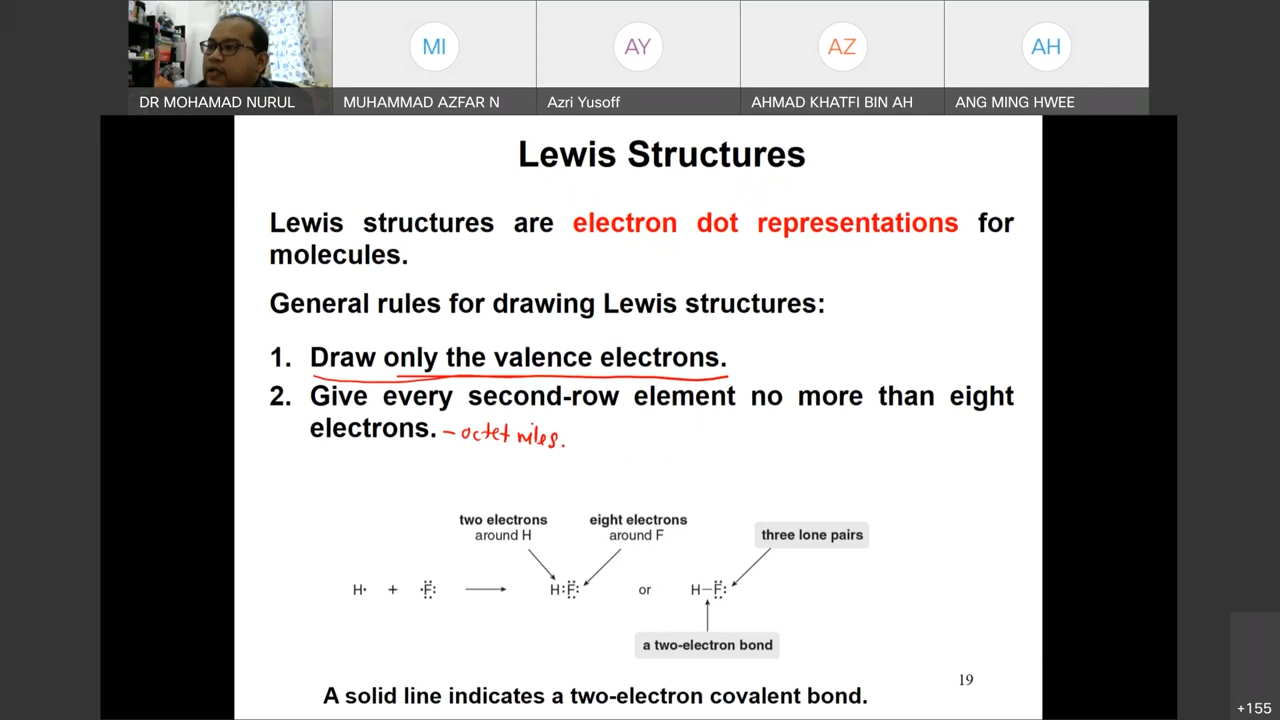 MI
AY
AZ
AH
DR MOHAMAD NURUL
MUHAMMAD AZFAR N
Azri Yusoff
AHMAD KHATFI BIN AH
ANG MING HWEE
Lewis Structures
Lewis structures are electron dot representations for
molecules.
General rules for drawing Lewis structures:
1. Draw only the valence electrons.
2. Give every second-row element no more than eight
electrons. - octet rules.
two electrons
around H
eight electrons
around F
three lone pairs
H· + ·F̤̈: ⟶ H:F̤̈: or H–F̤̈:
a two-electron bond
19
A solid line indicates a two-electron covalent bond.
+155